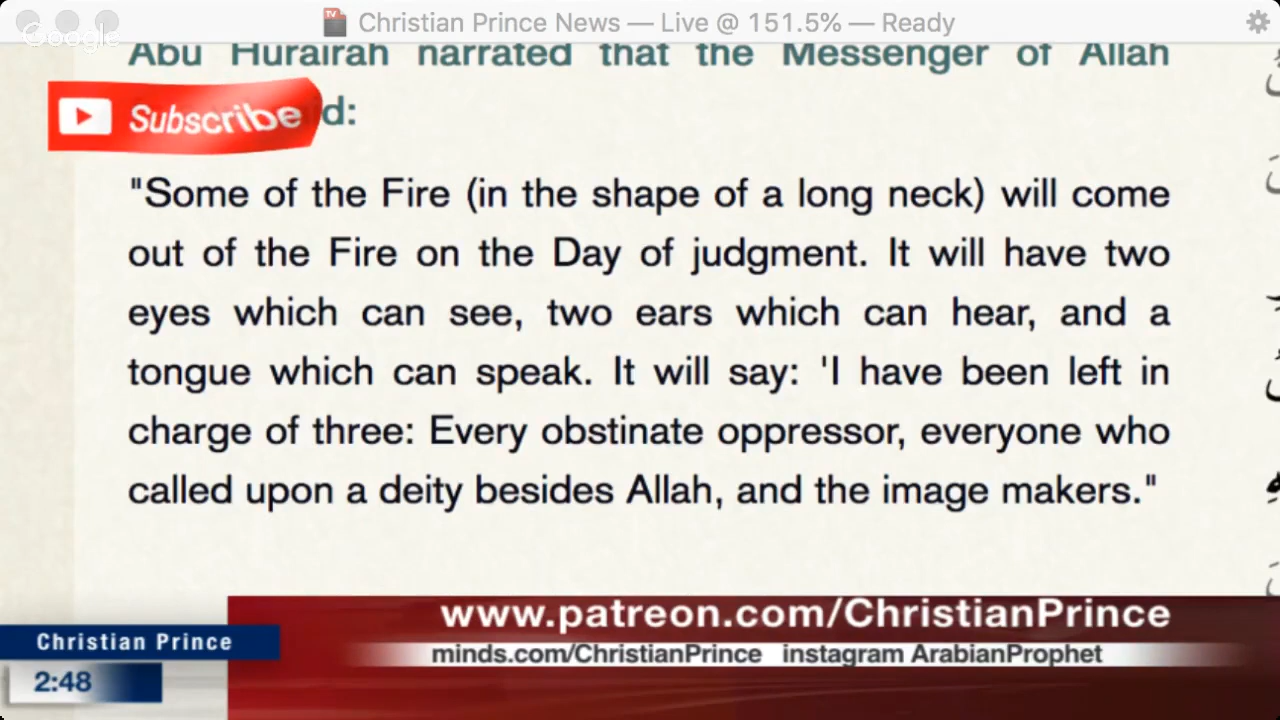 Christian Prince News — Live @ 151.5% — Ready
Google
Abu Hurairah narrated that the Messenger of Allah
Subscribe d:
"Some of the Fire (in the shape of a long neck) will come
out of the Fire on the Day of judgment. It will have two
eyes which can see, two ears which can hear, and a
tongue which can speak. It will say: 'I have been left in
charge of three: Every obstinate oppressor, everyone who
called upon a deity besides Allah, and the image makers."
www.patreon.com/ChristianPrince
Christian Prince
minds.com/ChristianPrince instagram ArabianProphet
2:48